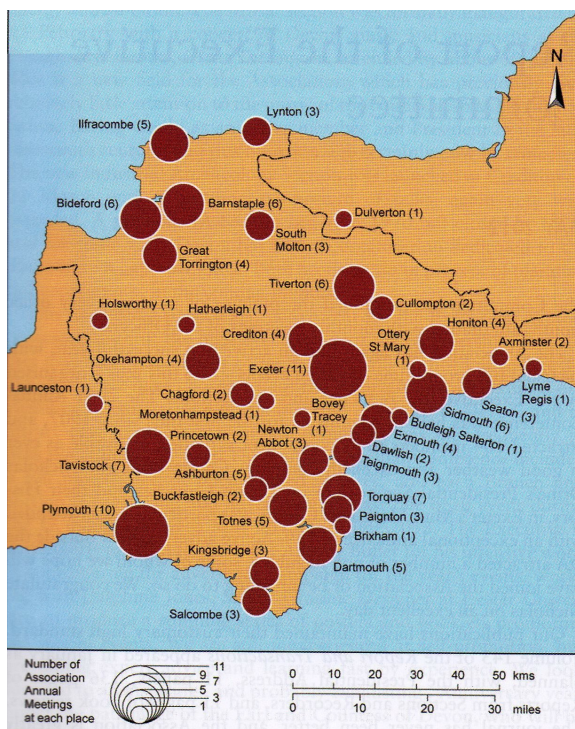 Report of the Executive
N
Lynton (3)
Ilfracombe (5)
Bideford (6)
Barnstaple (6)
Dulverton (1)
South
Molton (3)
Great
Torrington (4)
Tiverton (6)
Cullompton (2)
Holsworthy (1)
Hatherleigh (1)
Honiton (4)
Crediton (4)
Ottery
St Mary
(1)
Axminster (2)
Okehampton (4)
Exeter (11)
Launceston (1)
Chagford (2)
Bovey
Tracey
(1)
Lyme
Regis (1)
Seaton (3)
Sidmouth (6)
Moretonhampstead (1)
Budleigh Salterton (1)
Newton
Abbot (3)
Exmouth (4)
Princetown (2)
Dawlish (2)
Tavistock (7)
Ashburton (5)
Teignmouth (3)
Buckfastleigh (2)
Torquay (7)
Plymouth (10)
Totnes (5)
Paignton (3)
Brixham (1)
Kingsbridge (3)
Dartmouth (5)
Salcombe (3)
Number of
Association
Annual
Meetings
at each place
11
9
7
5
3
1
0 10 20 30 40 50 kms
0 10 20 30 miles